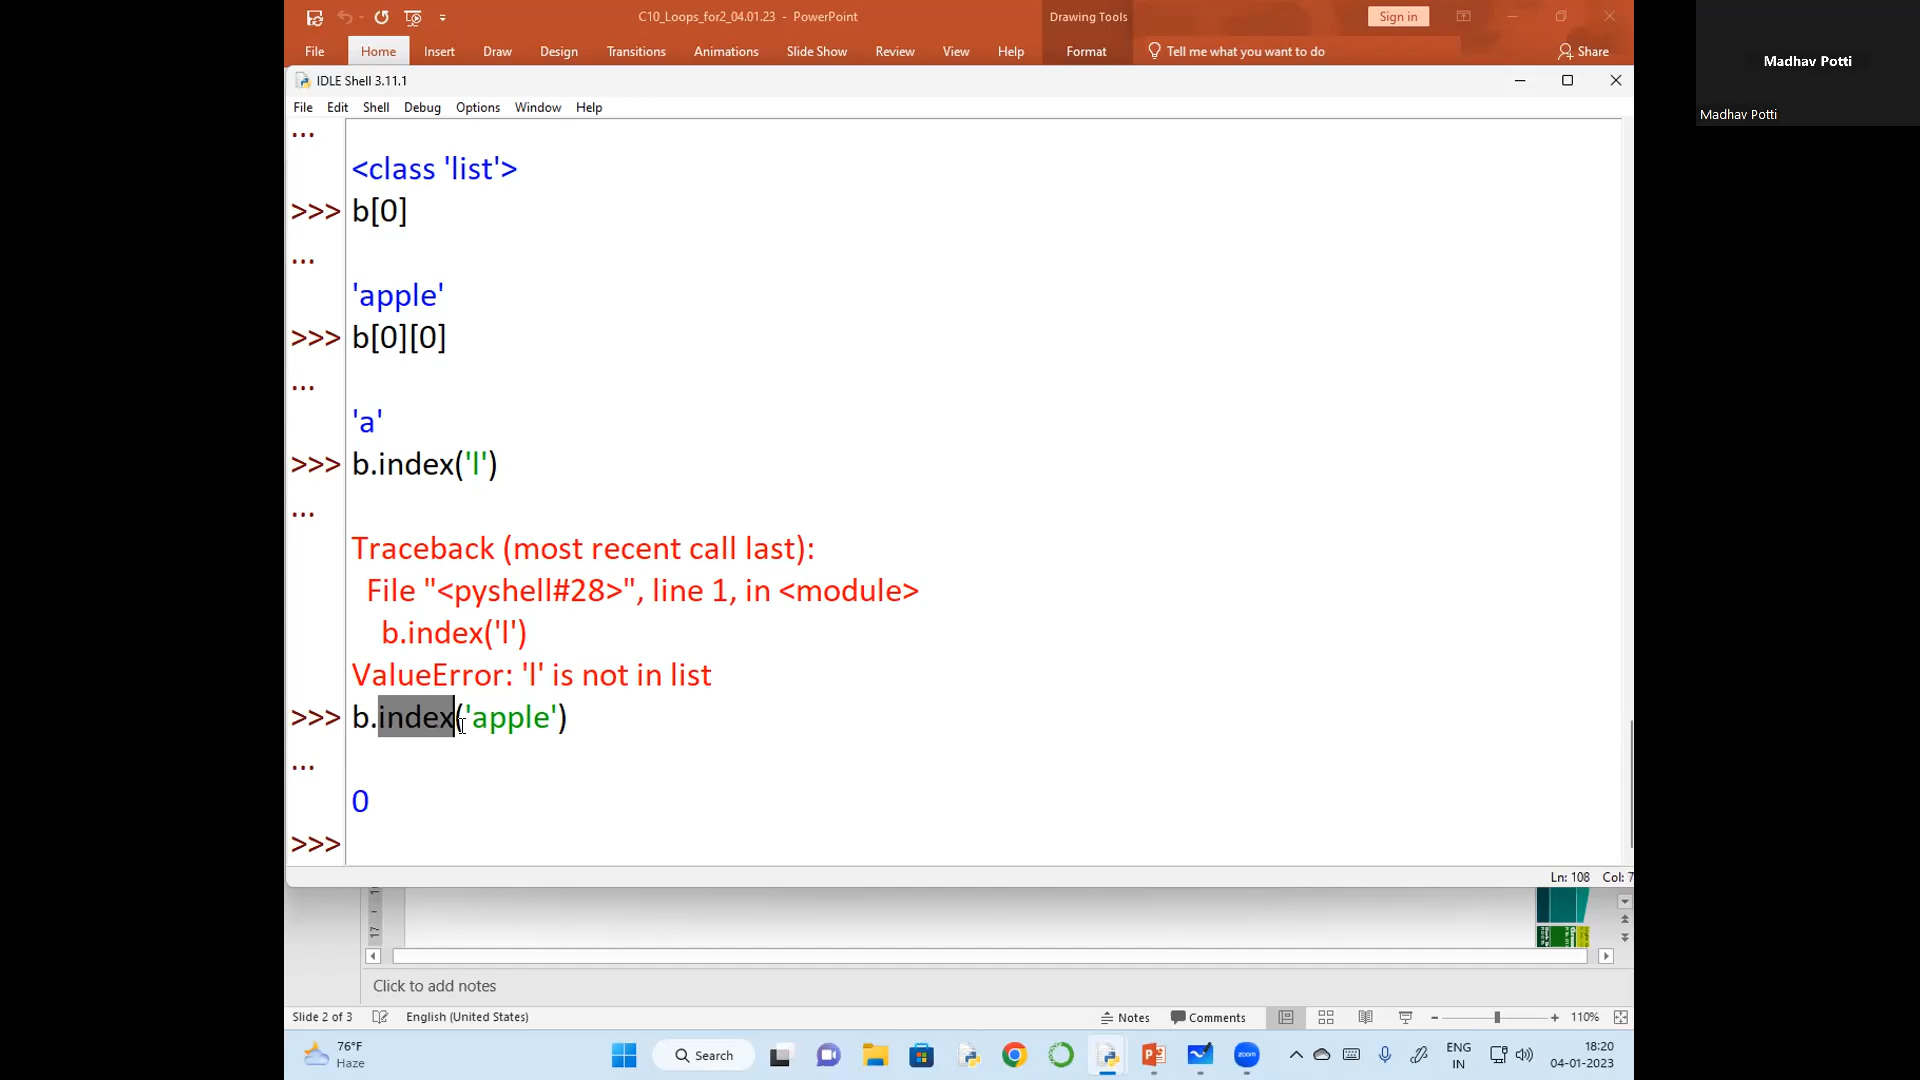 C10_Loops_for2_04.01.23 - PowerPoint
Drawing Tools
Sign in
File Home Insert Draw Design Transitions Animations Slide Show Review View Help Format Tell me what you want to do Share
Madhav Potti
Madhav Potti
IDLE Shell 3.11.1
File Edit Shell Debug Options Window Help
...
<class 'list'>
>>> b[0]
...
'apple'
>>> b[0][0]
...
'a'
>>> b.index('l')
...
Traceback (most recent call last):
File "<pyshell#28>", line 1, in <module>
b.index('l')
ValueError: 'l' is not in list
>>> b.index('apple')
...
0
>>>
Ln: 108 Col: 7
17
Click to add notes
Slide 2 of 3 English (United States) Notes Comments 110%
76°F
Haze
Search
zoom
ENG
IN
18:20
04-01-2023